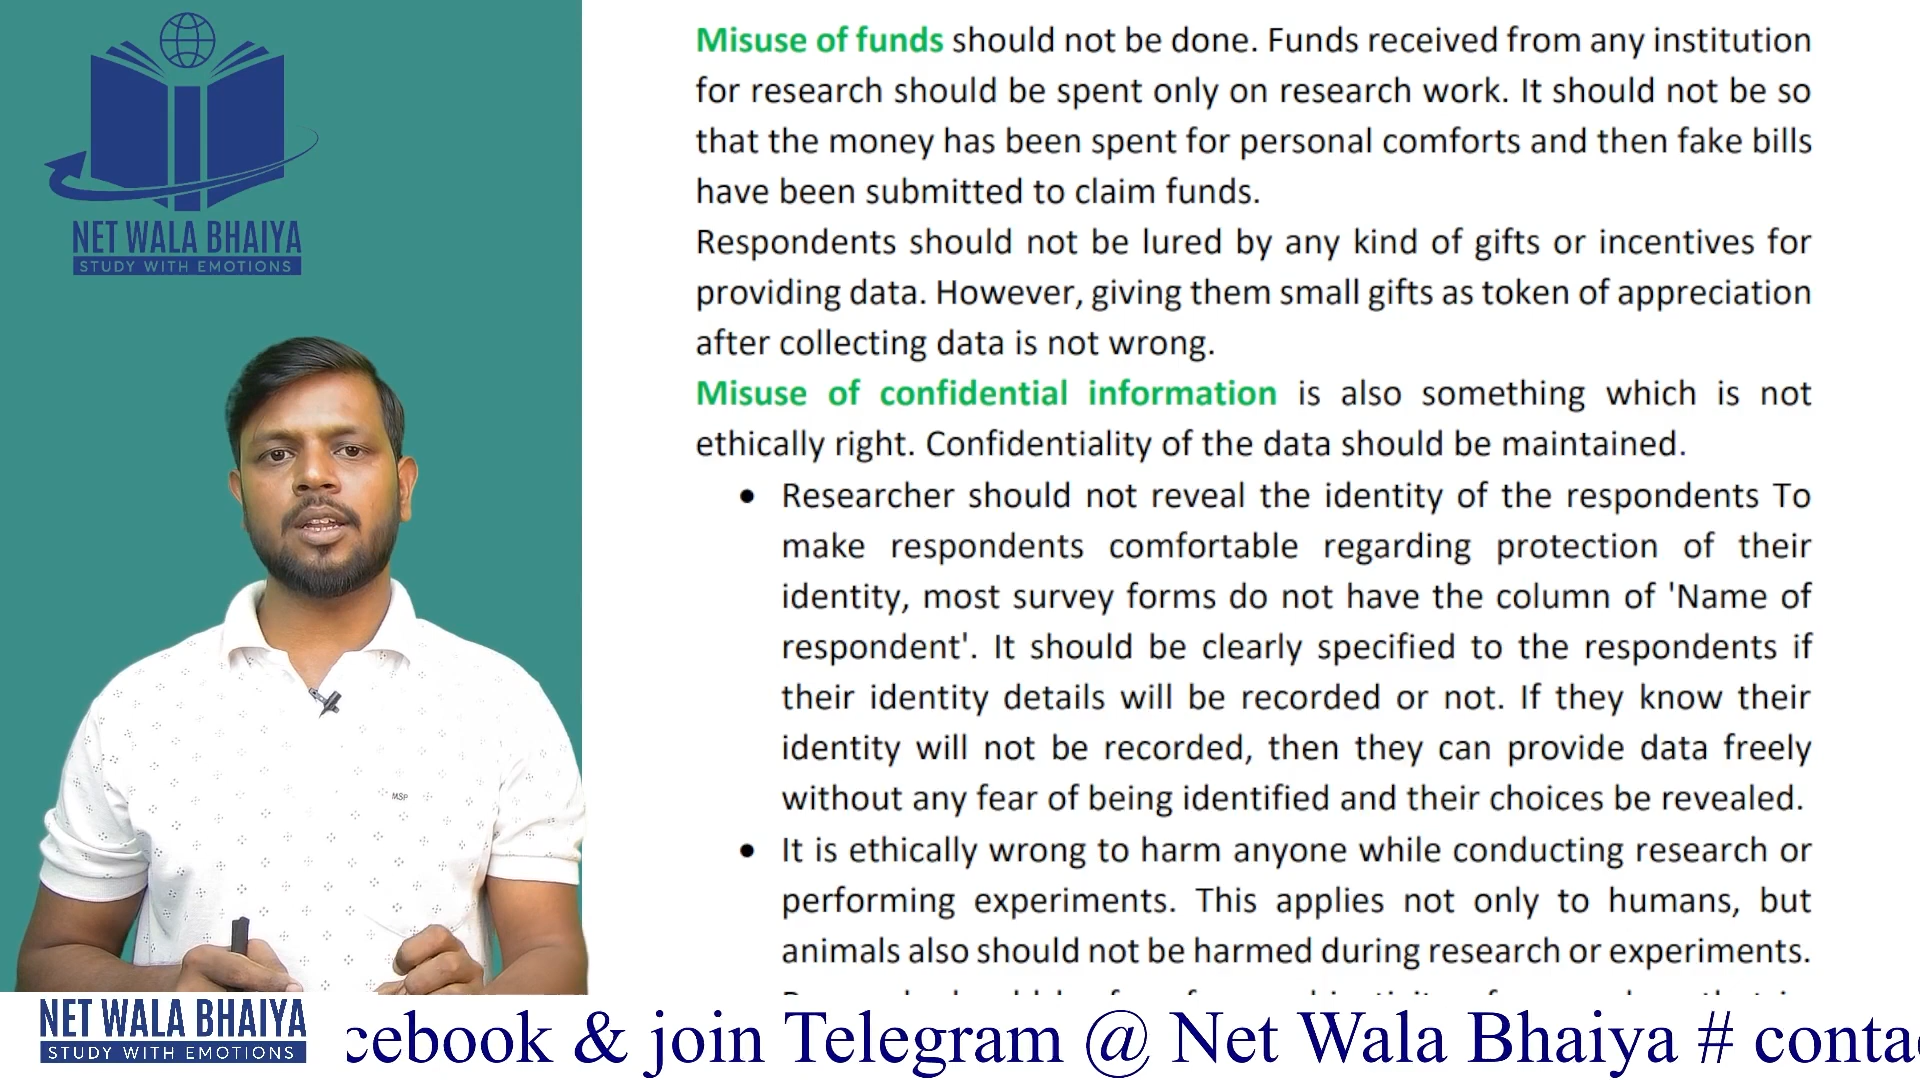 NET WALA BHAIYA
STUDY WITH EMOTIONS
MSP
Misuse of funds should not be done. Funds received from any institution
for research should be spent only on research work. It should not be so
that the money has been spent for personal comforts and then fake bills
have been submitted to claim funds.
Respondents should not be lured by any kind of gifts or incentives for
providing data. However, giving them small gifts as token of appreciation
after collecting data is not wrong.
Misuse of confidential information is also something which is not
ethically right. Confidentiality of the data should be maintained.
• Researcher should not reveal the identity of the respondents To
make respondents comfortable regarding protection of their
identity, most survey forms do not have the column of 'Name of
respondent'. It should be clearly specified to the respondents if
their identity details will be recorded or not. If they know their
identity will not be recorded, then they can provide data freely
without any fear of being identified and their choices be revealed.
• It is ethically wrong to harm anyone while conducting research or
performing experiments. This applies not only to humans, but
animals also should not be harmed during research or experiments.
NET WALA BHAIYA
STUDY WITH EMOTIONS
cebook & join Telegram @ Net Wala Bhaiya # conta